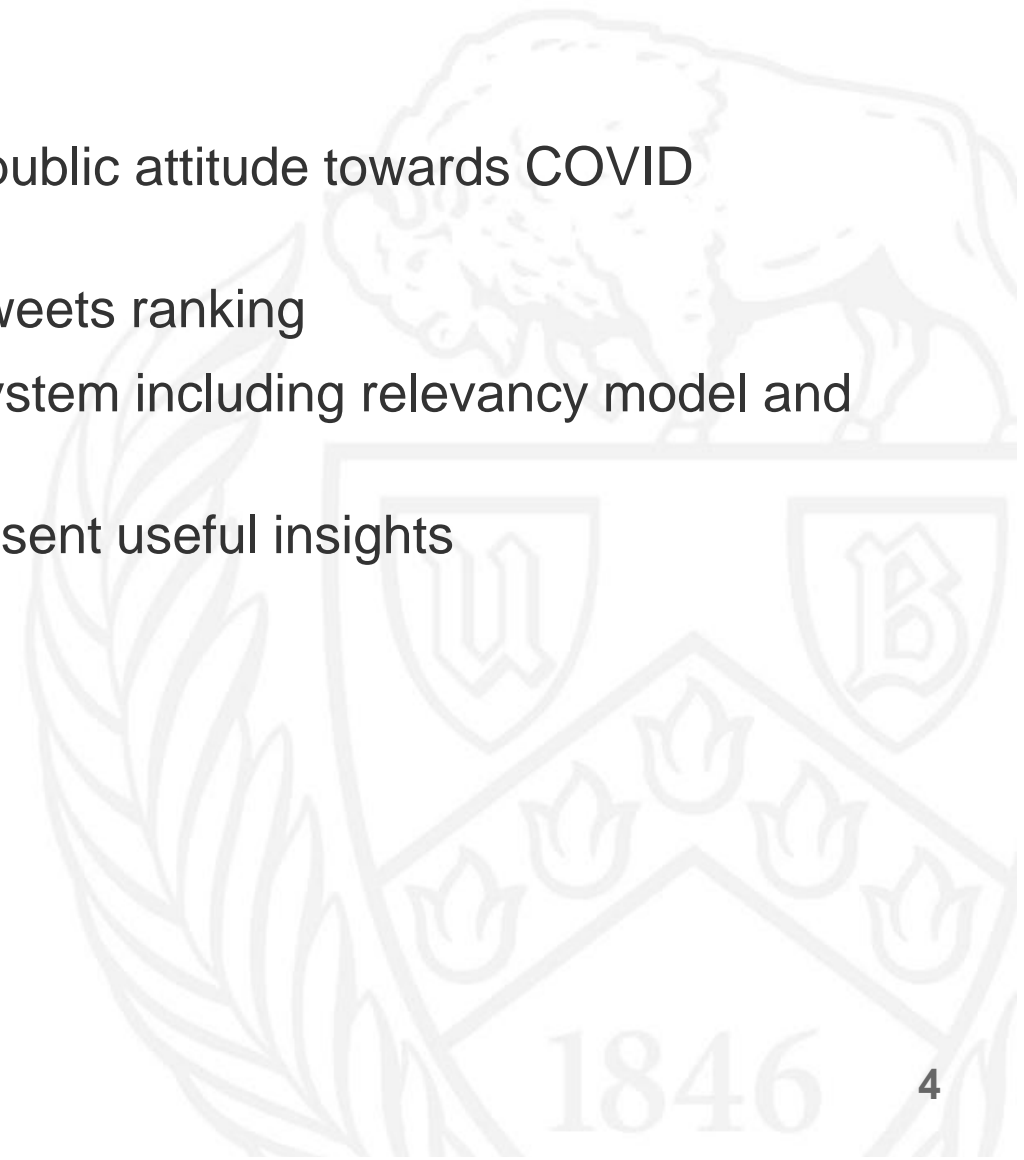 public attitude towards COVID
weets ranking
ystem including relevancy model and
sent useful insights
U B
1846
4